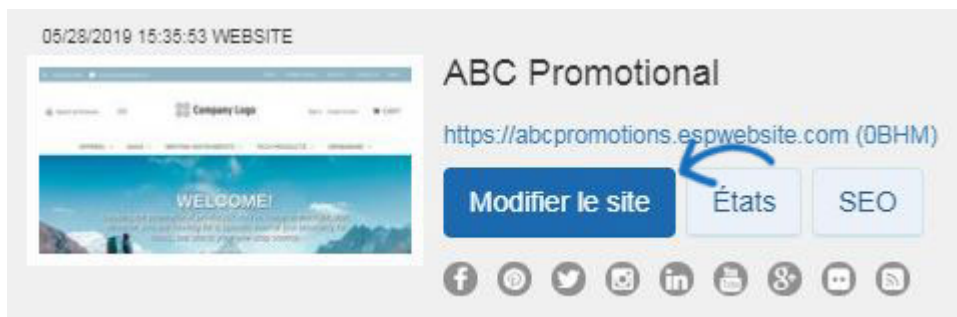 05/28/2019 15:35:53 WEBSITE
ABC Promotional
https://abcpromotions.espwebsite.com (0BHM)
Company Logo
WELCOME!
Modifier le site
États
SEO